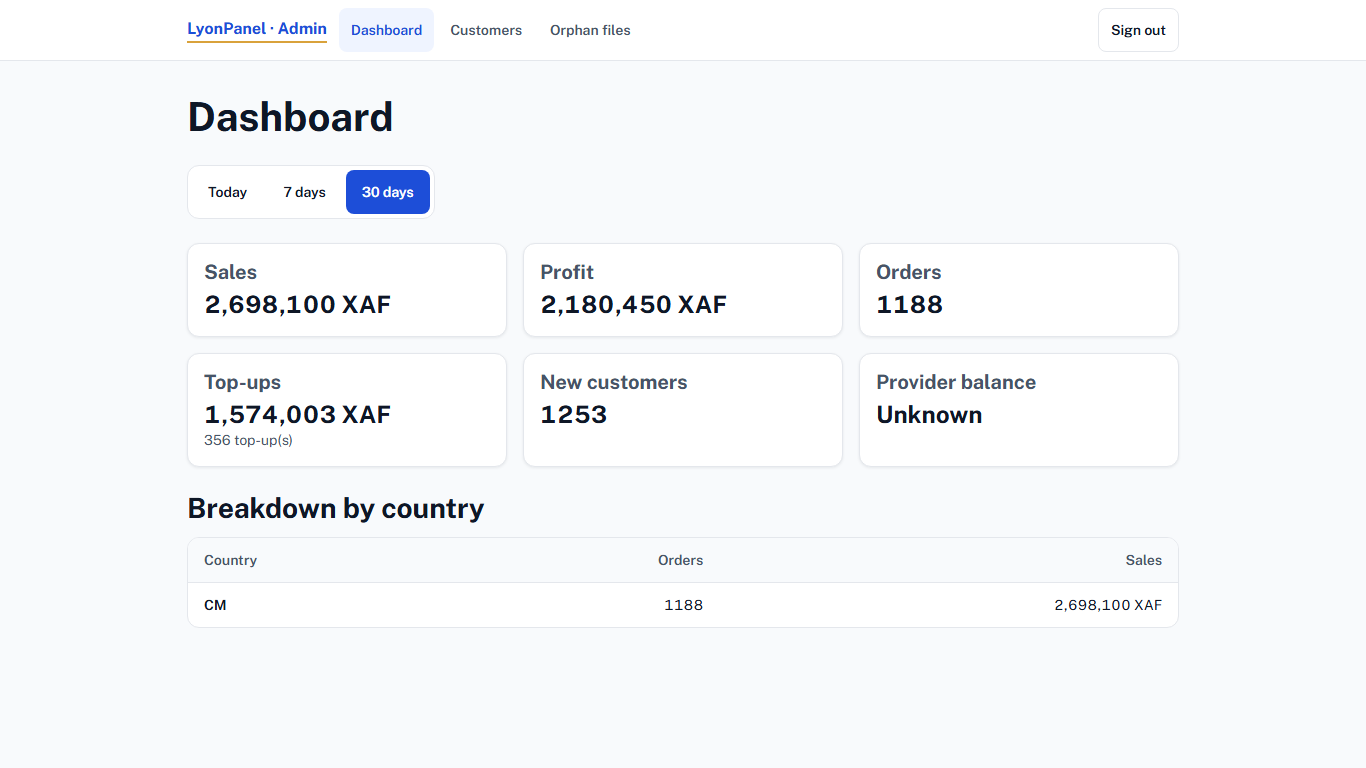 LyonPanel · Admin Dashboard Customers Orphan files Sign out
Dashboard
Today 7 days 30 days
Sales Profit Orders
2,698,100 XAF 2,180,450 XAF 1188
Top-ups New customers Provider balance
1,574,003 XAF 1253 Unknown
356 top-up(s)
Breakdown by country
Country Orders Sales
CM 1188 2,698,100 XAF